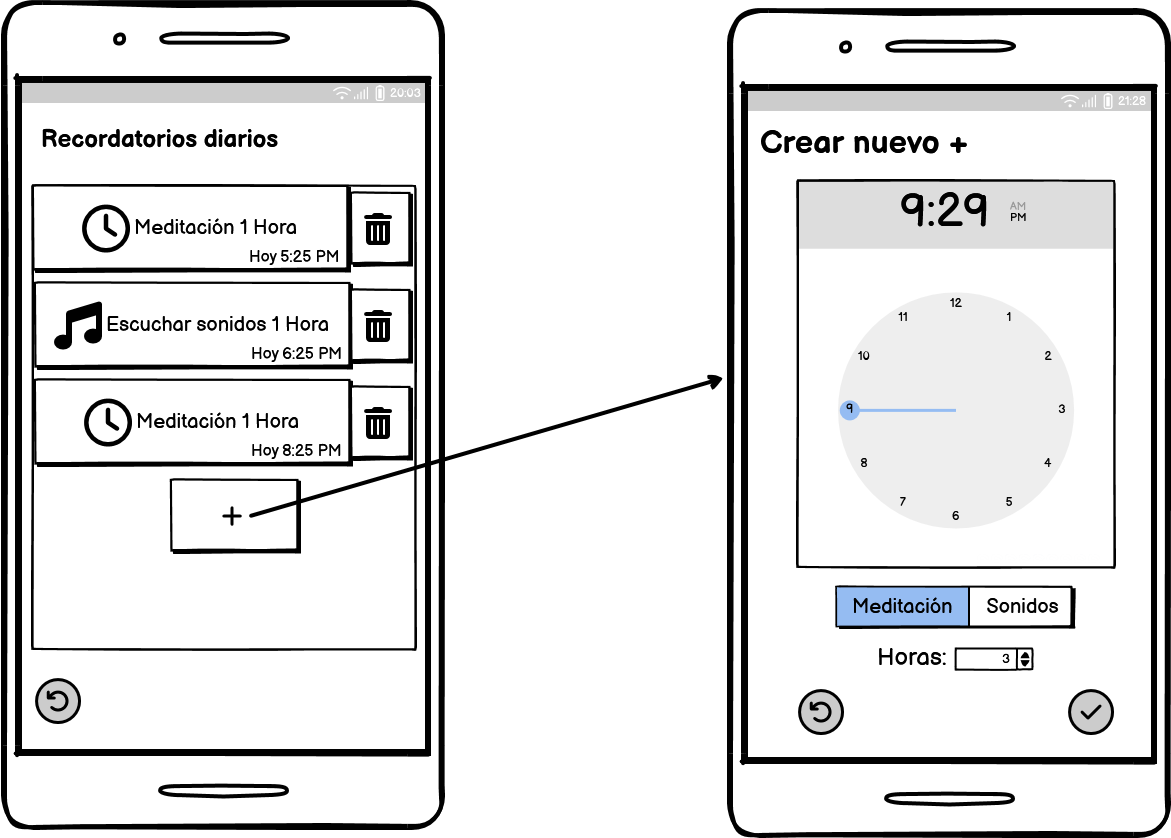 20:03
Recordatorios diarios
Meditación 1 Hora
Hoy 5:25 PM
Escuchar sonidos 1 Hora
Hoy 6:25 PM
Meditación 1 Hora
Hoy 8:25 PM
+
21:28
Crear nuevo +
9:29
AM
PM
12
11
1
10
2
9
3
8
4
7
5
6
Meditación
Sonidos
Horas: 3